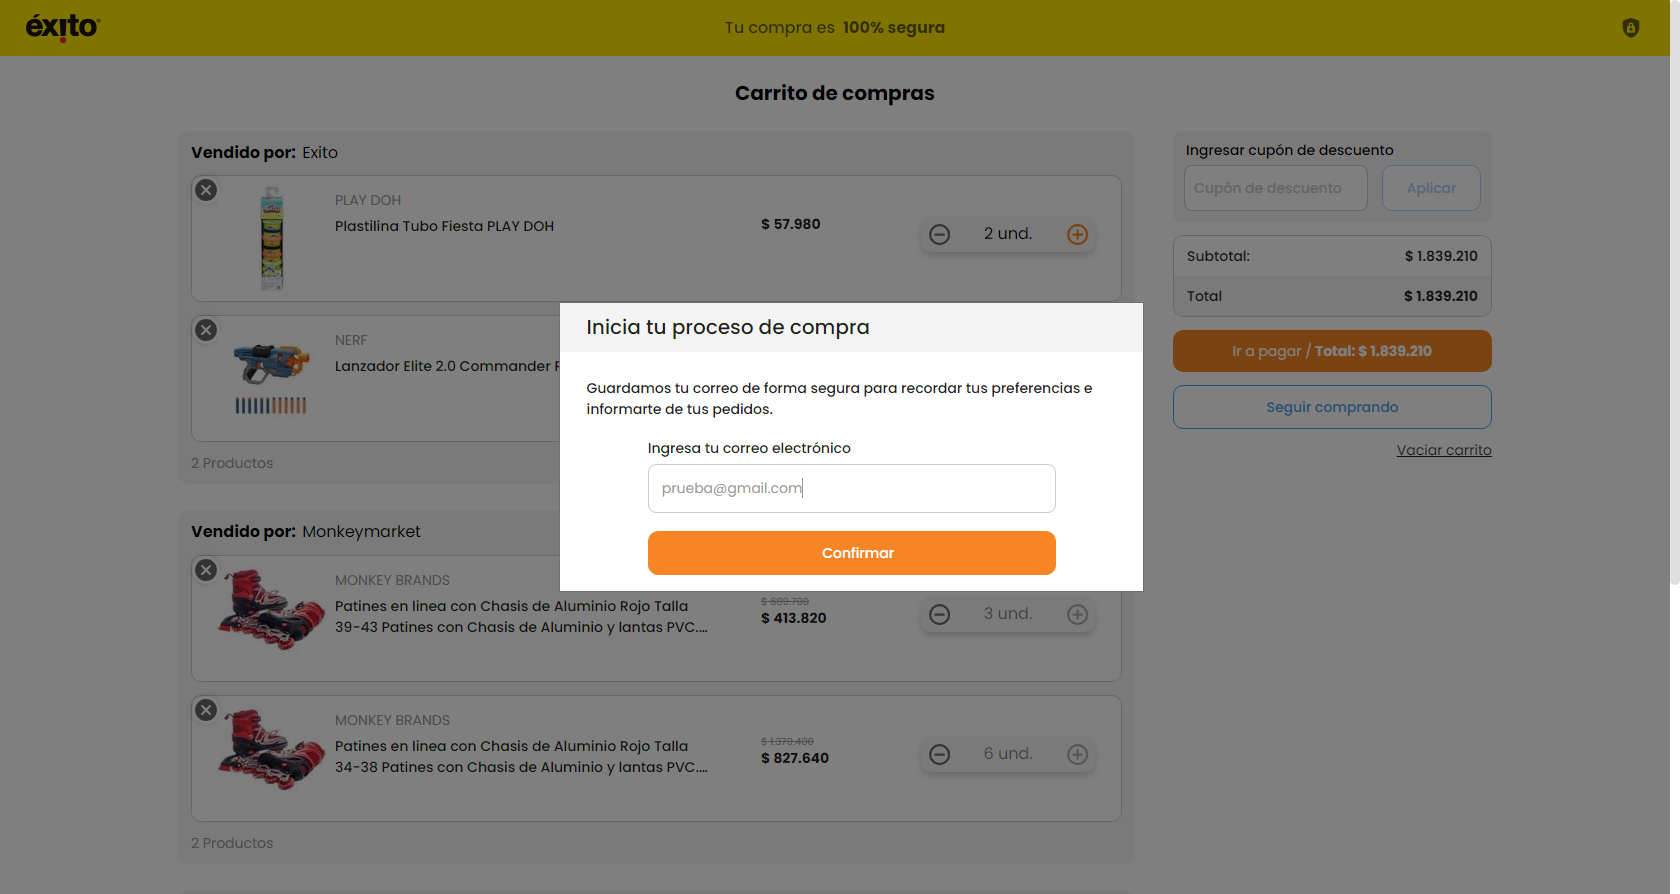 éxito
Tu compra es 100% segura
Carrito de compras
Vendido por: Exito
PLAY DOH
Plastilina Tubo Fiesta PLAY DOH
$ 57.980
2 und.
NERF
Lanzador Elite 2.0 Commander
2 Productos
Vendido por: Monkeymarket
MONKEY BRANDS
Patines en linea con Chasis de Aluminio Rojo Talla
39-43 Patines con Chasis de Aluminio y lantas PVC....
$ 689.700
$ 413.820
3 und.
MONKEY BRANDS
Patines en linea con Chasis de Aluminio Rojo Talla
34-38 Patines con Chasis de Aluminio y lantas PVC....
$ 1.379.400
$ 827.640
6 und.
2 Productos
Ingresar cupón de descuento
Cupón de descuento
Aplicar
Subtotal: $ 1.839.210
Total $ 1.839.210
Ir a pagar / Total: $ 1.839.210
Seguir comprando
Vaciar carrito
Inicia tu proceso de compra
Guardamos tu correo de forma segura para recordar tus preferencias e
informarte de tus pedidos.
Ingresa tu correo electrónico
prueba@gmail.com
Confirmar